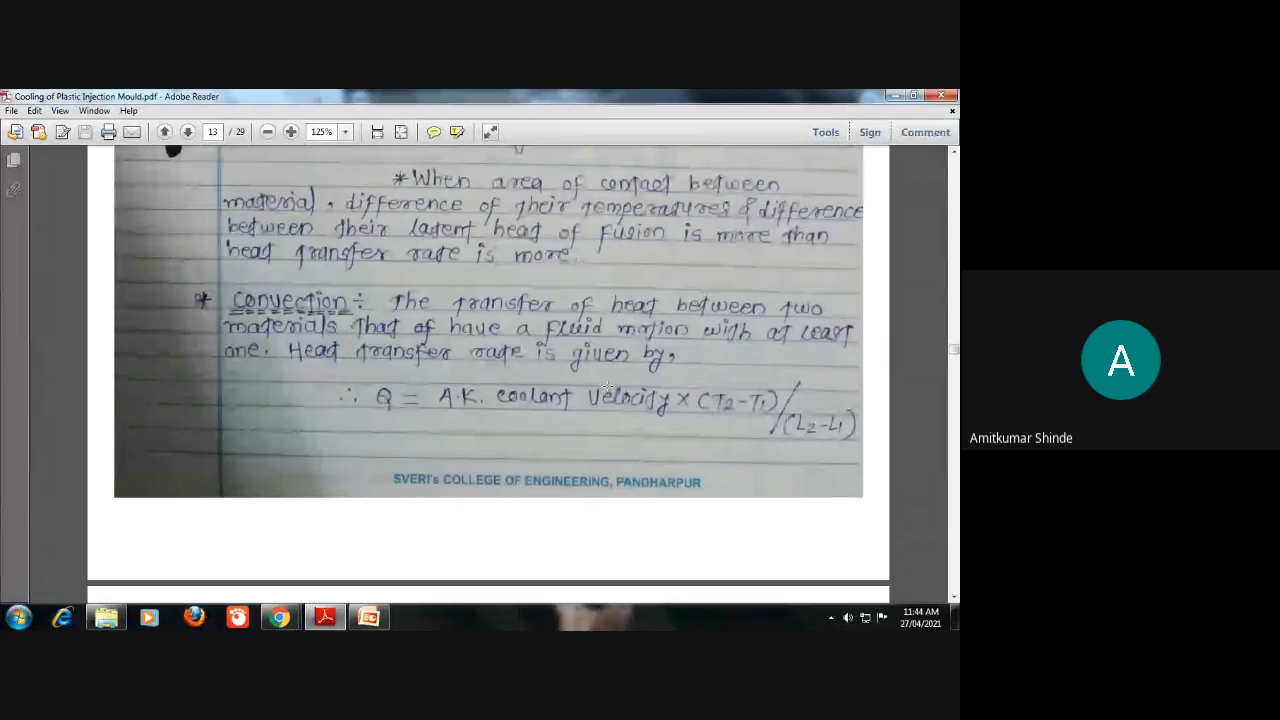 Cooling of Plastic Injection Mould.pdf - Adobe Reader
File Edit View Window Help
13 / 29 125% Tools Sign Comment
*When area of contact between
material, difference of their temperatures & difference
between their latent heat of fusion is more than
heat transfer rate is more.
* Convection÷ The transfer of heat between two
materials that of have a fluid motion with at least
one. Heat transfer rate is given by,
∴ Q = A.K. coolant Velocity × (T2-T1)/(L2-L1)
SVERI's COLLEGE OF ENGINEERING, PANDHARPUR
A
Amitkumar Shinde
11:44 AM
27/04/2021